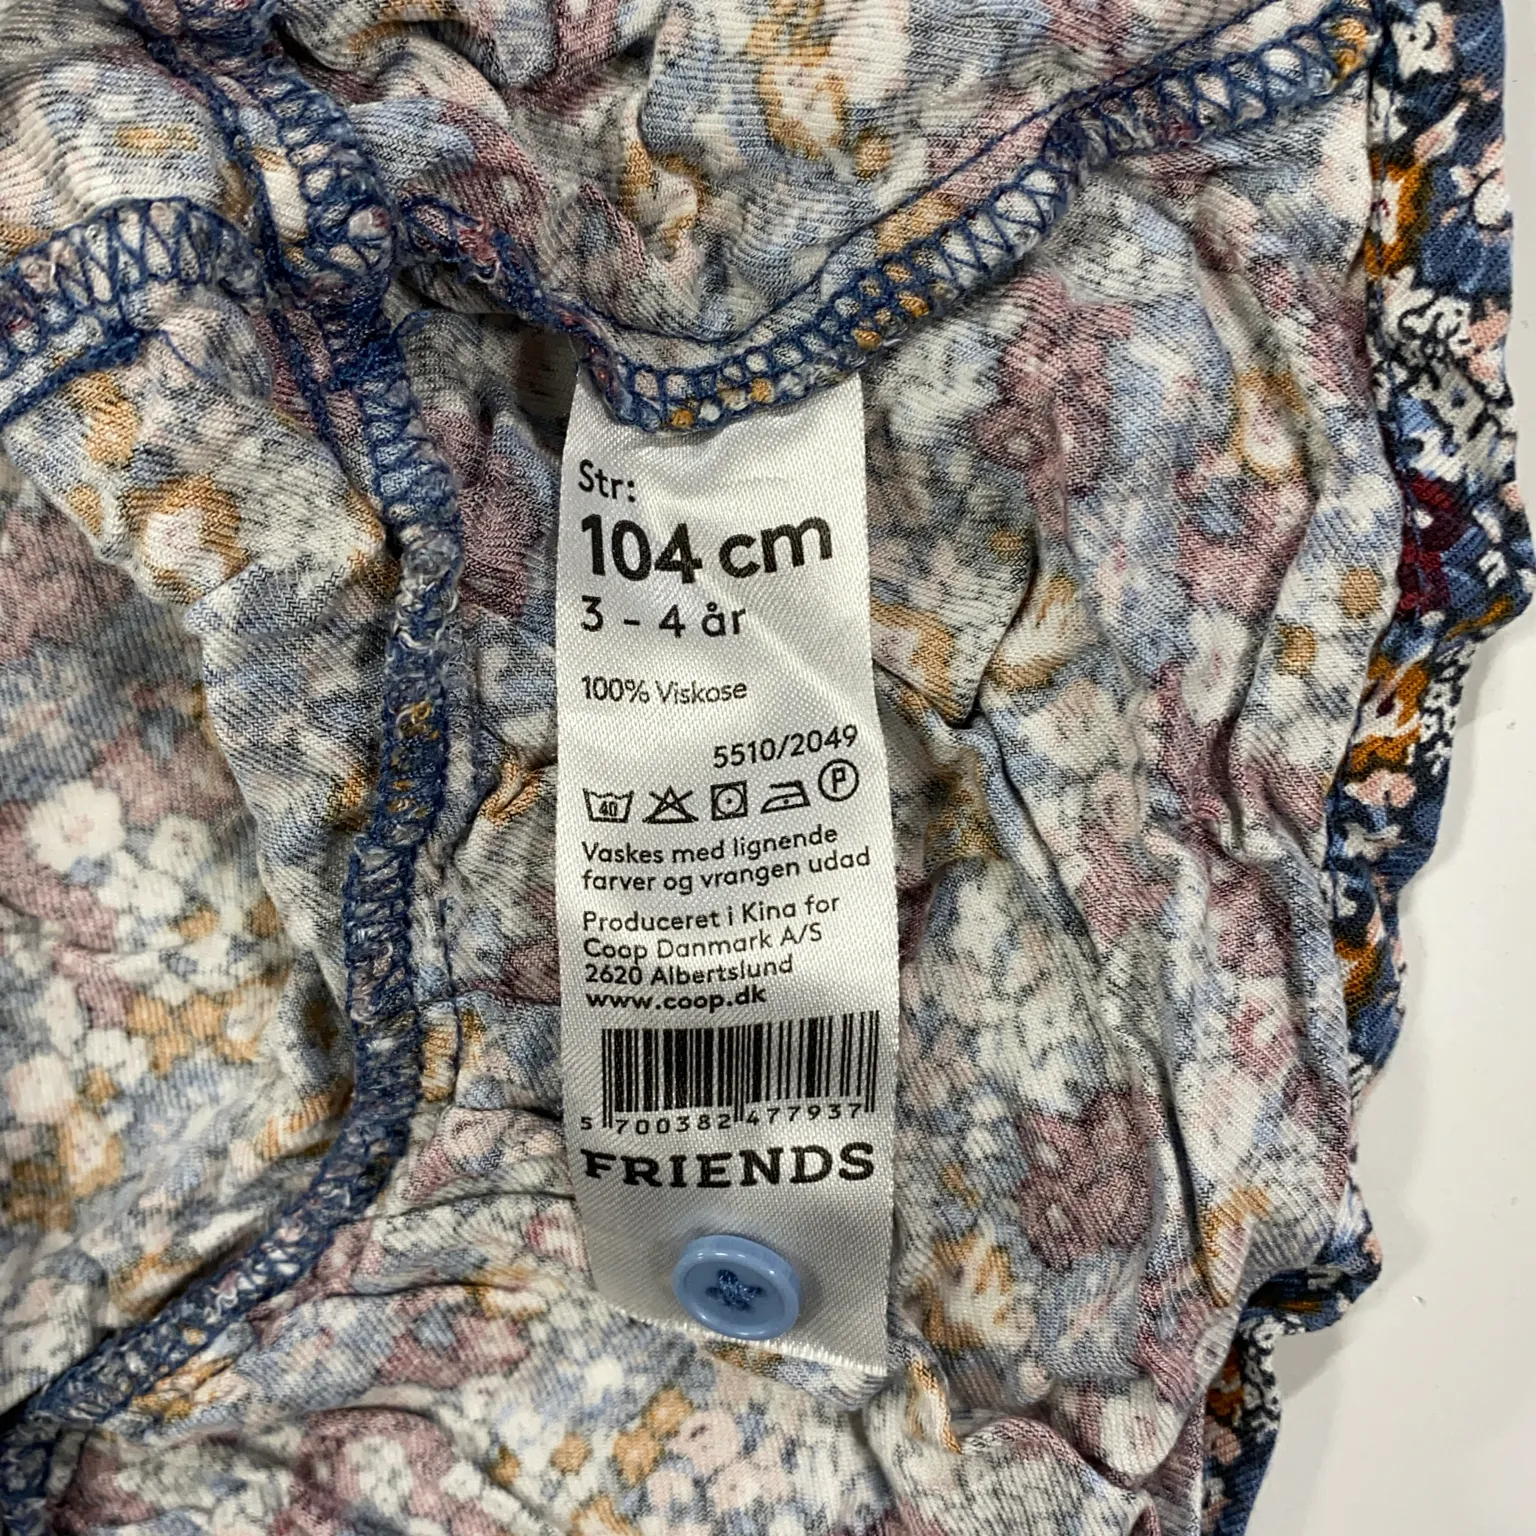 Str:
104 cm
3 - 4 år
100% Viskose
5510/2049
40 P
Vaskes med lignende
farver og vrangen udad
Produceret i Kina for
Coop Danmark A/S
2620 Albertslund
www.coop.dk
5 700382 477937
FRIENDS